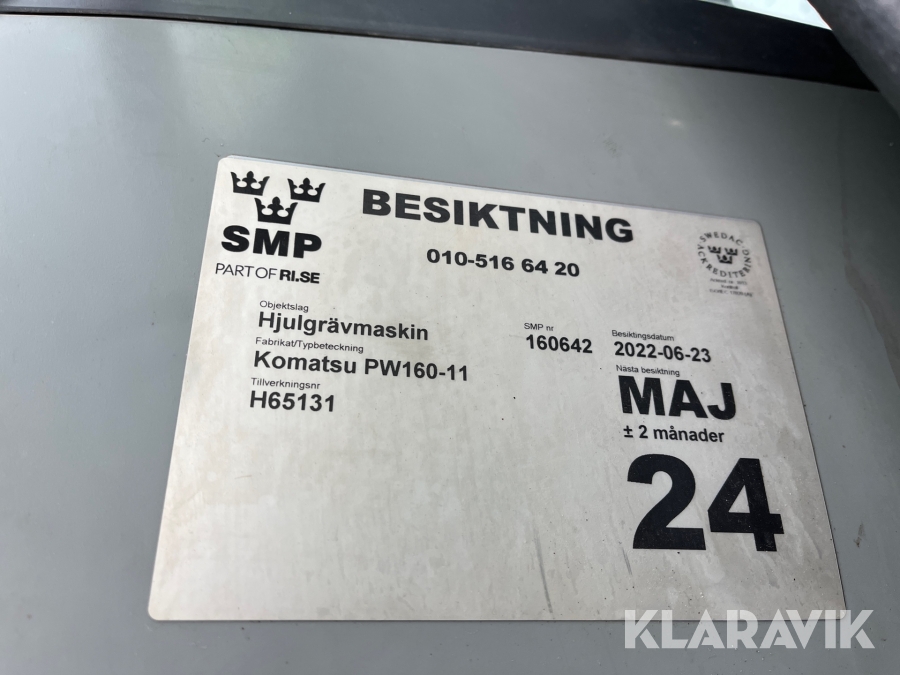 SMP
PART OF RI.SE
BESIKTNING
010-516 64 20
SWEDAC
ACKREDITERING
Objektslag
Hjulgrävmaskin
Fabrikat/Typbeteckning
Komatsu PW160-11
Tillverkningsnr
H65131
SMP nr
160642
Besiktingsdatum
2022-06-23
Nästa besiktning
MAJ
± 2 månader
24
KLARAVIK